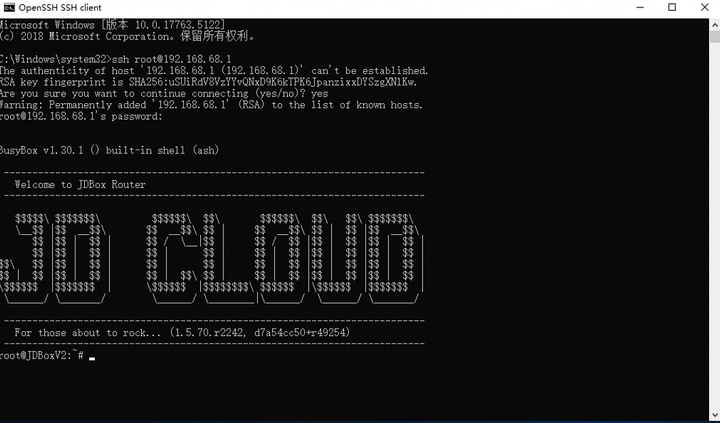 OpenSSH SSH client
Microsoft Windows [版本 10.0.17763.5122]
(c) 2018 Microsoft Corporation。保留所有权利。
C:\Windows\system32>ssh root@192.168.68.1
The authenticity of host '192.168.68.1 (192.168.68.1)' can't be established.
RSA key fingerprint is SHA256:uSUiRdV8VzYYvQNxD9K6kTPK6jpanzixxDYSzgXN1Kw.
Are you sure you want to continue connecting (yes/no)? yes
Warning: Permanently added '192.168.68.1' (RSA) to the list of known hosts.
root@192.168.68.1's password:
BusyBox v1.30.1 () built-in shell (ash)
Welcome to JDBox Router
JD CLOUD
For those about to rock... (1.5.70.r2242, d7a54cc50+r49254)
root@JDBoxV2:~#